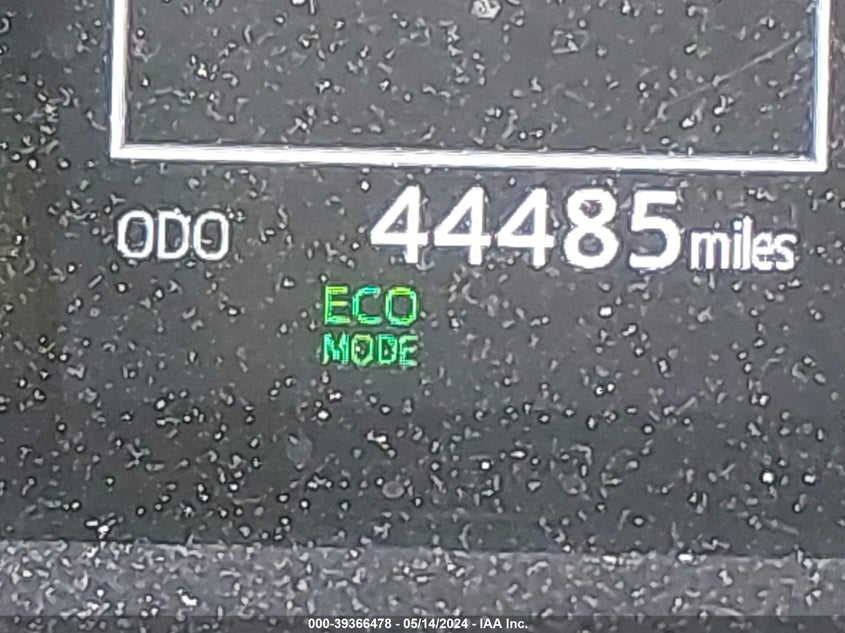 ODO 44485 miles
ECO
MODE
000-39366478 - 05/14/2024 - IAA Inc.